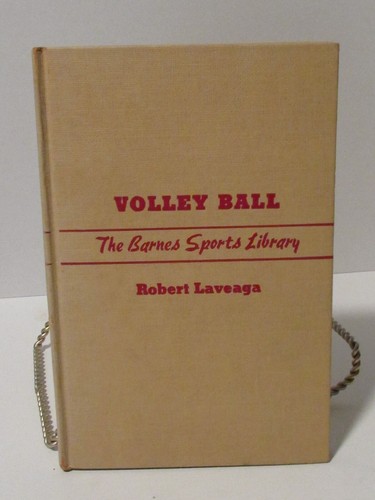 VOLLEY BALL
The Barnes Sports Library
Robert Laveaga